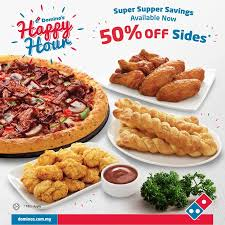 Domino's
Happy
Hour
Super Supper Savings
Available Now
50% OFF Sides*
dominos.com.my